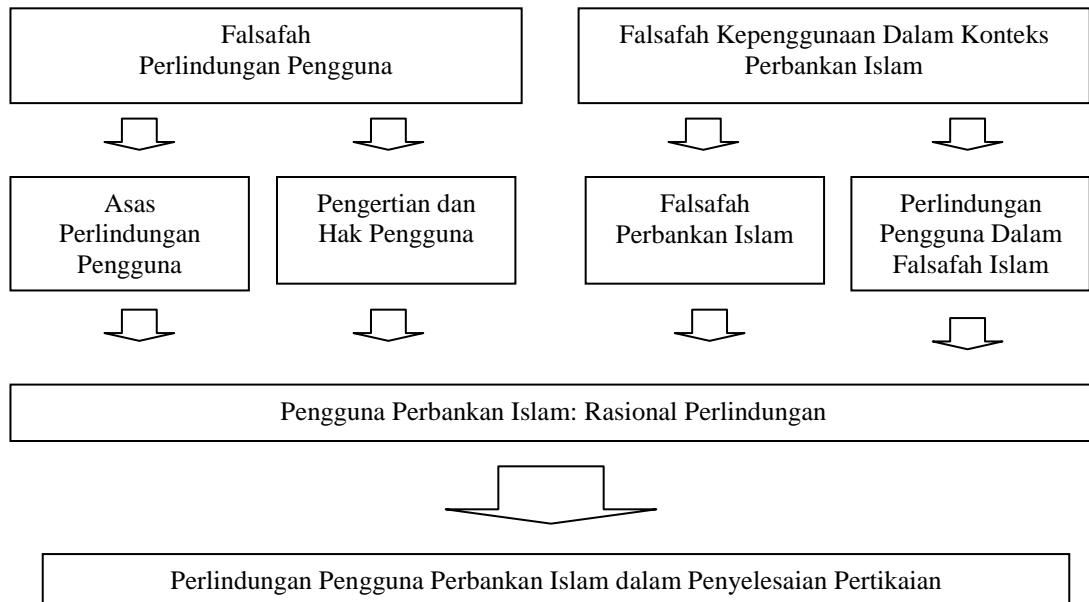 Falsafah
Perlindungan Pengguna
Falsafah Kepenggunaan Dalam Konteks
Perbankan Islam
Asas
Perlindungan
Pengguna
Pengertian dan
Hak Pengguna
Falsafah
Perbankan Islam
Perlindungan
Pengguna Dalam
Falsafah Islam
Pengguna Perbankan Islam: Rasional Perlindungan
Perlindungan Pengguna Perbankan Islam dalam Penyelesaian Pertikaian